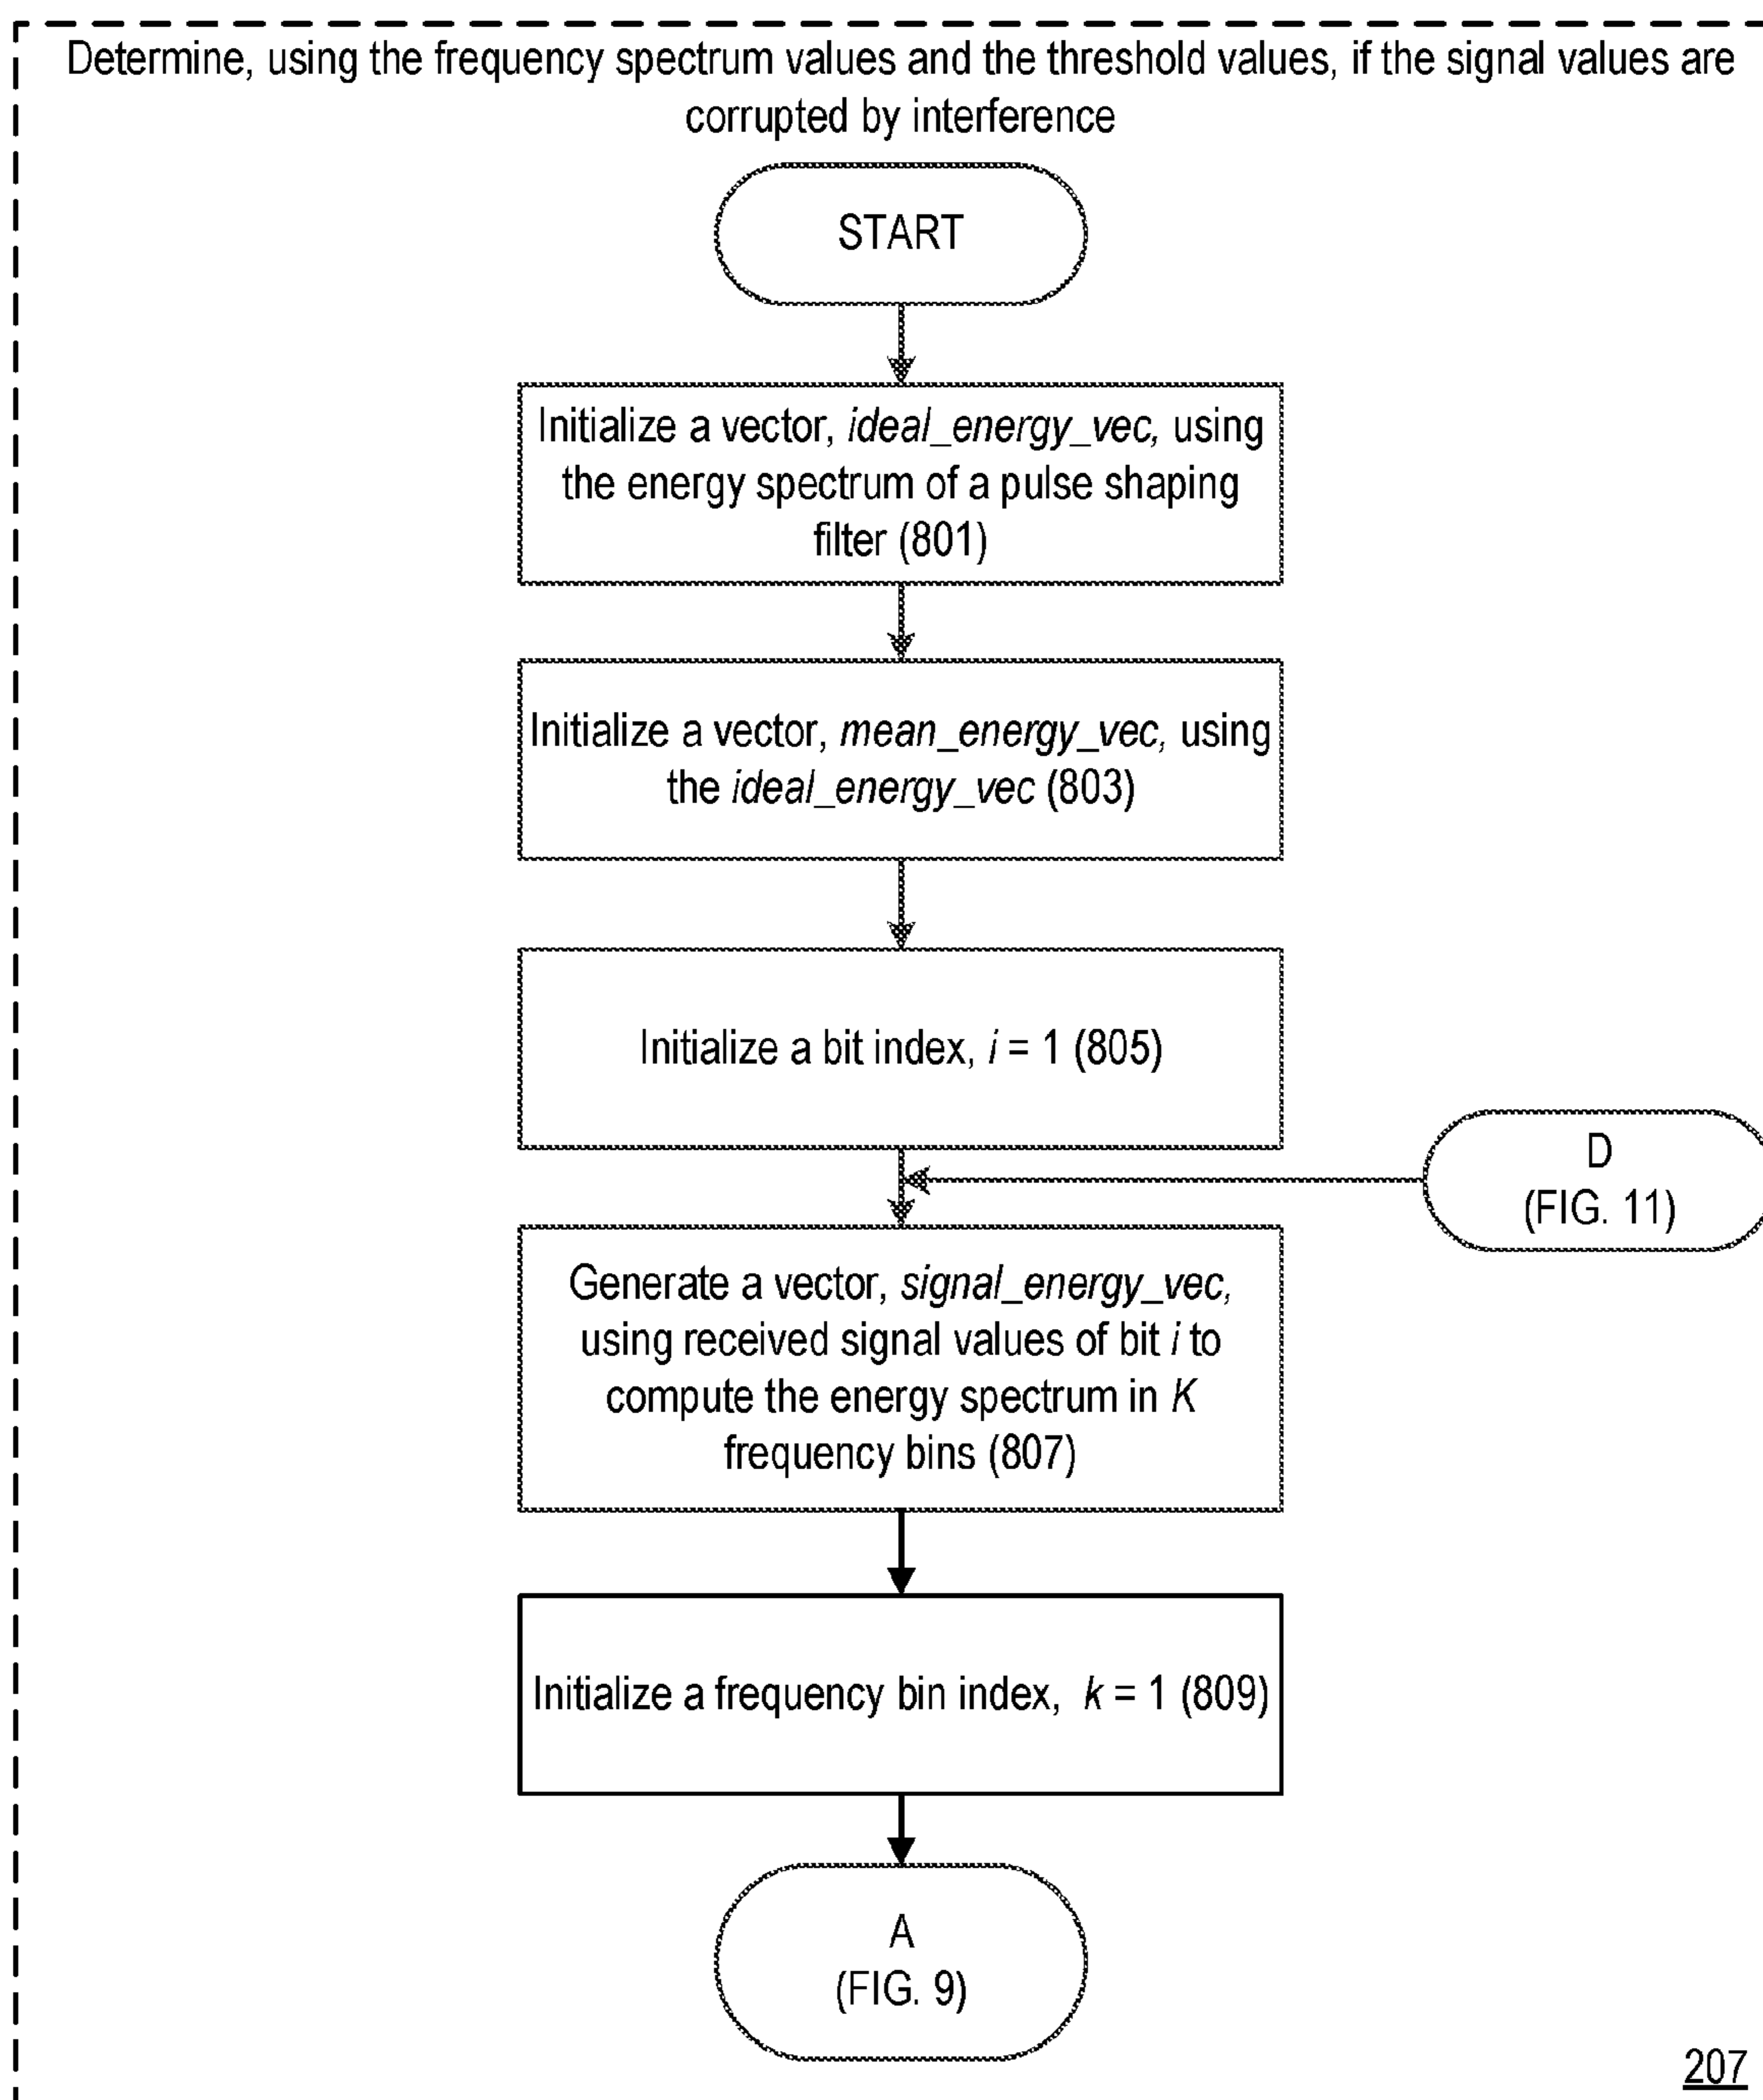 Determine, using the frequency spectrum values and the threshold values, if the signal values are
corrupted by interference
START
Initialize a vector, ideal_energy_vec, using
the energy spectrum of a pulse shaping
filter (801)
Initialize a vector, mean_energy_vec, using
the ideal_energy_vec (803)
Initialize a bit index, i = 1 (805)
D
(FIG. 11)
Generate a vector, signal_energy_vec,
using received signal values of bit i to
compute the energy spectrum in K
frequency bins (807)
Initialize a frequency bin index, k = 1 (809)
A
(FIG. 9)
207